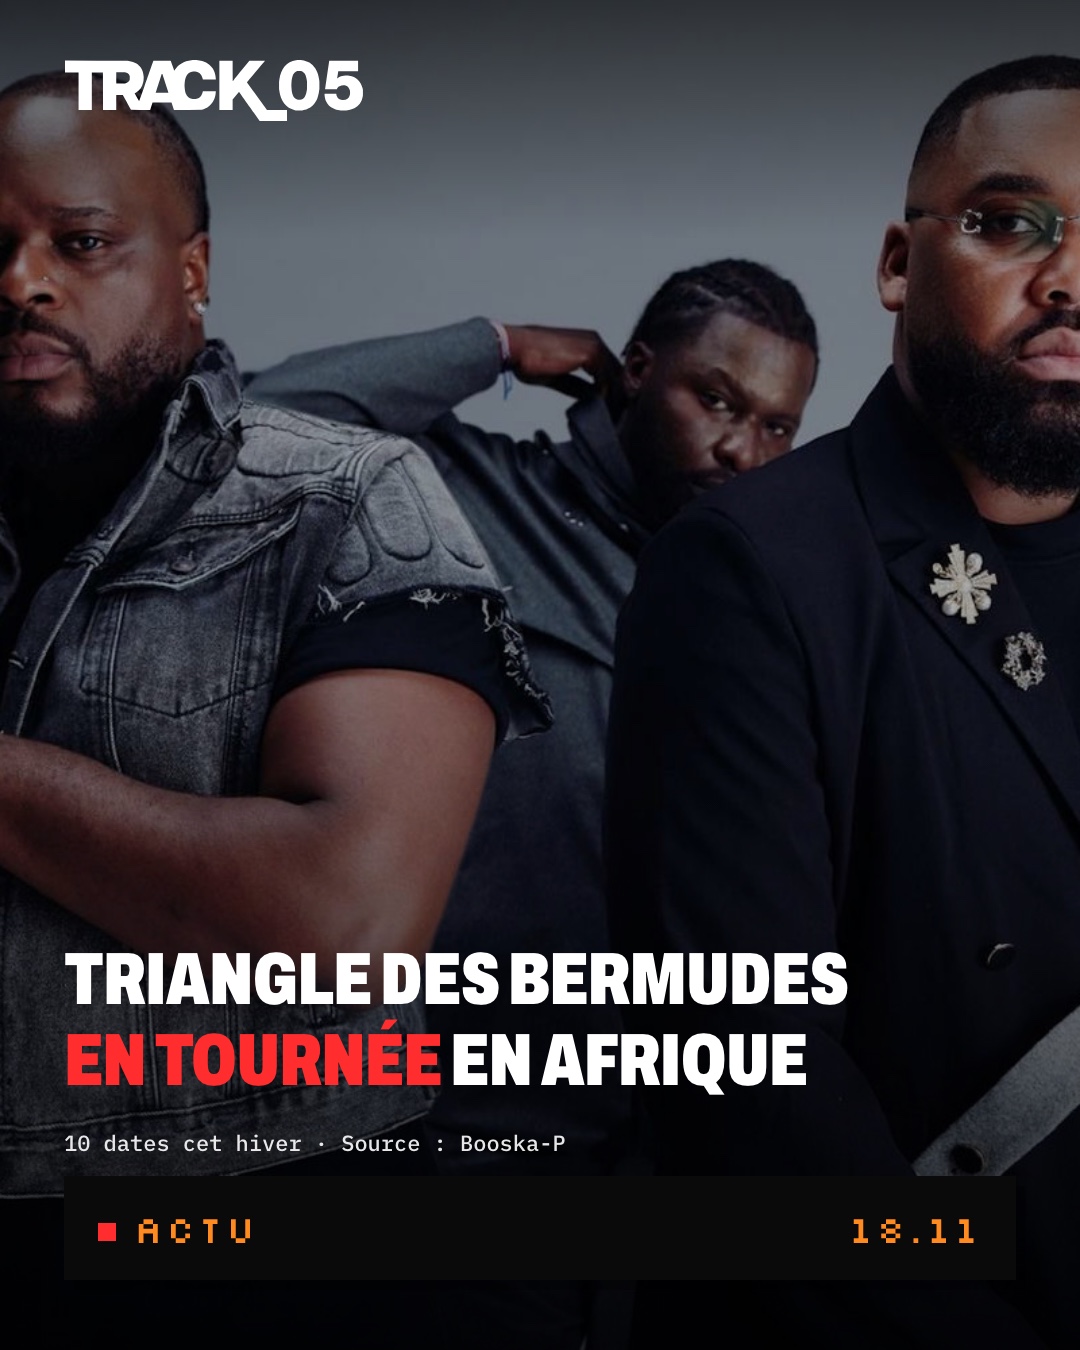 TRACK_05
TRIANGLE DES BERMUDES
EN TOURNÉE EN AFRIQUE
10 dates cet hiver · Source : Booska-P
ACTU 18.11